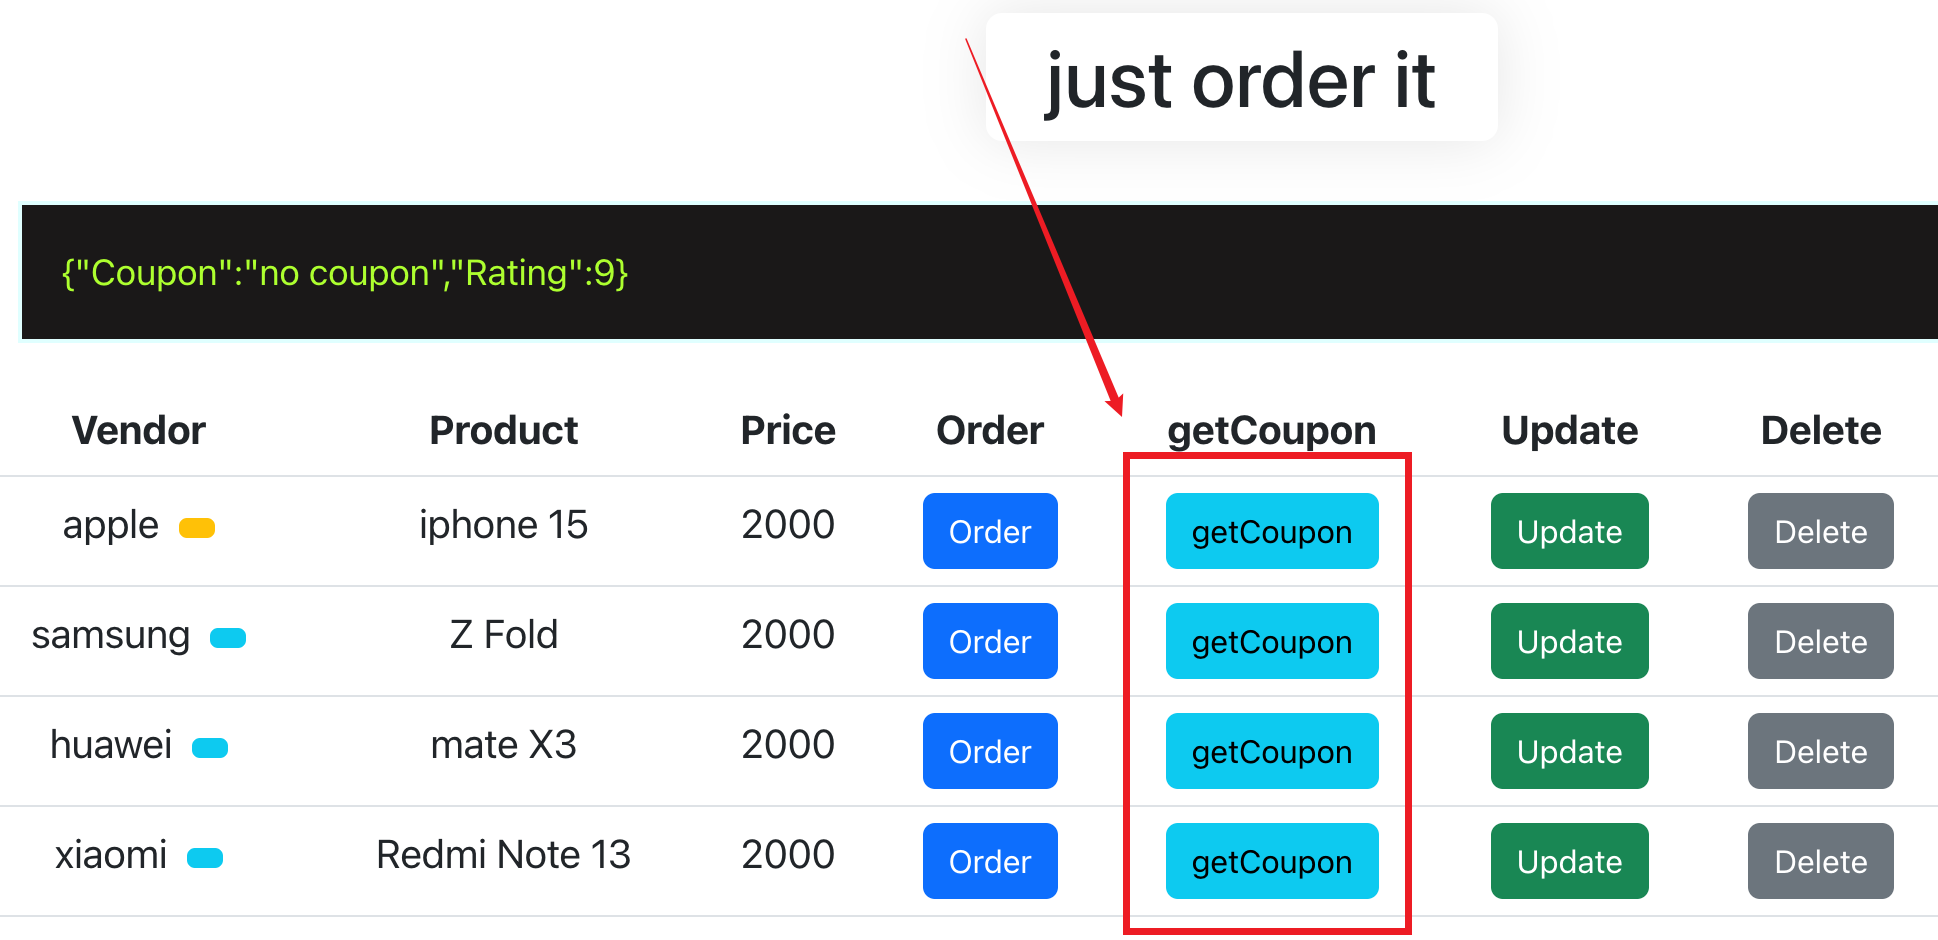 just order it
{"Coupon":"no coupon","Rating":9}
Vendor Product Price Order getCoupon Update Delete
apple iphone 15 2000 Order getCoupon Update Delete
samsung Z Fold 2000 Order getCoupon Update Delete
huawei mate X3 2000 Order getCoupon Update Delete
xiaomi Redmi Note 13 2000 Order getCoupon Update Delete